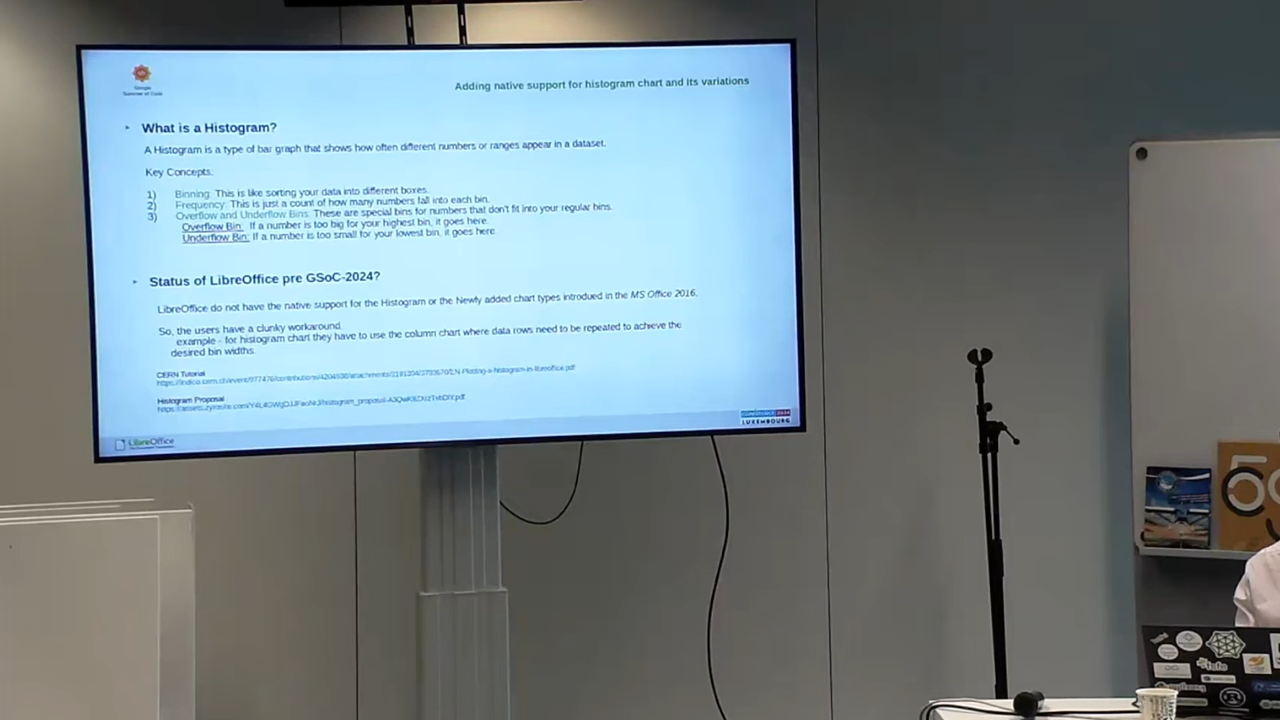 Google
Summer of Code
Adding native support for histogram chart and its variations
What is a Histogram?
A Histogram is a type of bar graph that shows how often different numbers or ranges appear in a dataset.
Key Concepts.
1) Binning: This is like sorting your data into different boxes.
2) Frequency: This is just a count of how many numbers fall into each bin.
3) Overflow and Underflow Bins: These are special bins for numbers that don't fit into your regular bins.
Overflow Bin: If a number is too big for your highest bin, it goes here.
Underflow Bin: If a number is too small for your lowest bin, it goes here.
Status of LibreOffice pre GSoC-2024?
LibreOffice do not have the native support for the Histogram or the Newly added chart types introdued in the MS Office 2016.
So, the users have a clunky workaround.
example - for histogram chart they have to use the column chart where data rows need to be repeated to achieve the
desired bin widths.
CERN Tutorial
Histogram Proposal
LibreOffice
CONFERENCE 2024
LUXEMBOURG